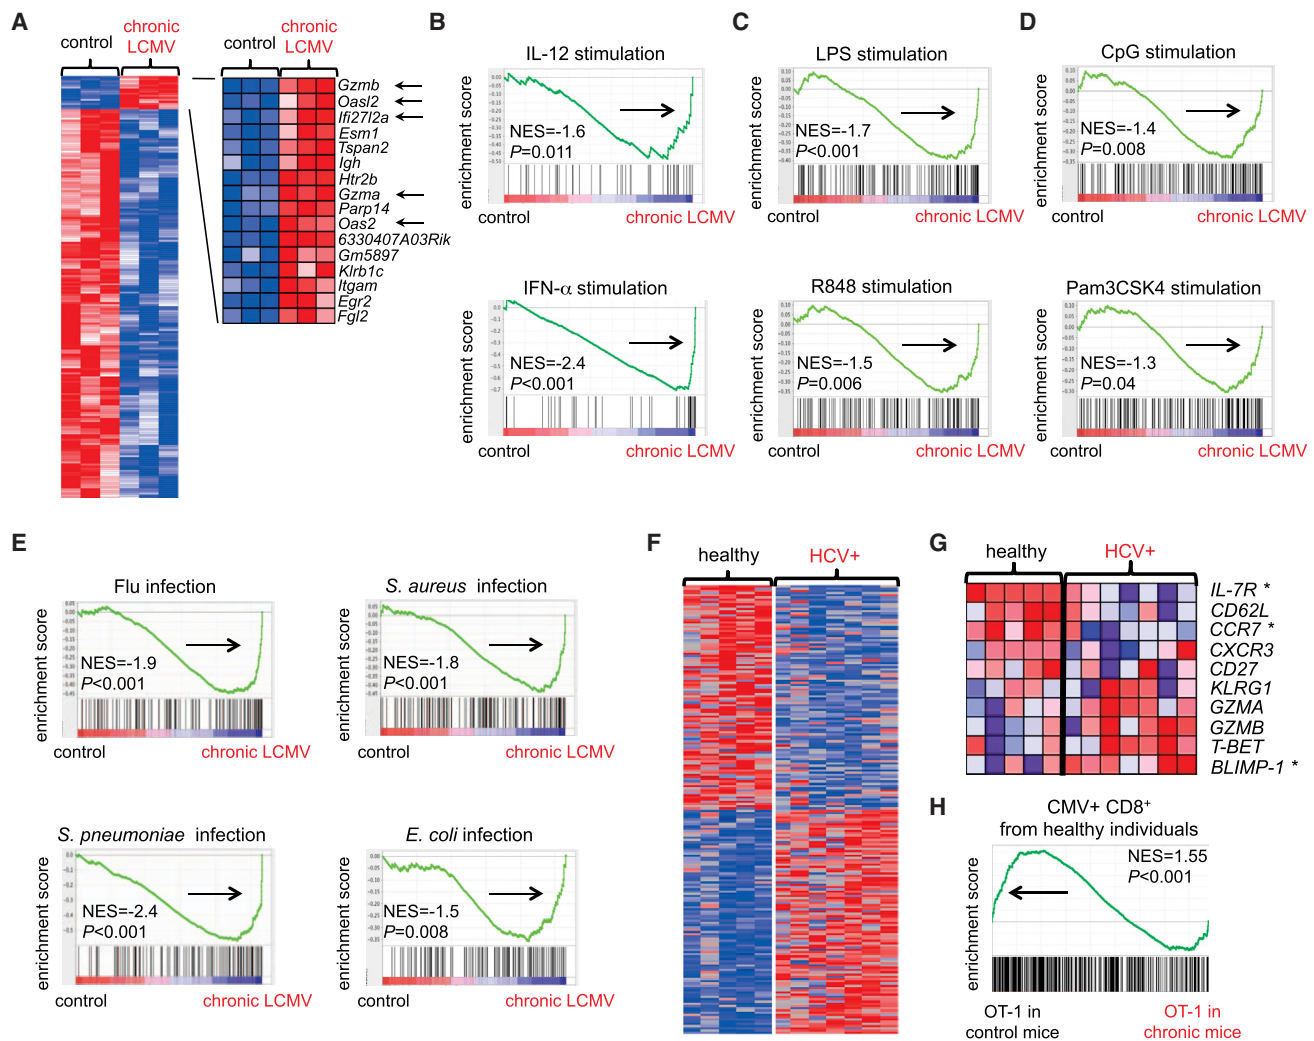 A
control
chronic
LCMV
control
chronic
LCMV
Gzmb
Oasl2
Ifi27l2a
Esm1
Tspan2
Igh
Htr2b
Gzma
Parp14
Oas2
6330407A03Rik
Gm5897
Klrb1c
Itgam
Egr2
Fgl2
B
IL-12 stimulation
enrichment score
NES=-1.6
P=0.011
control
chronic LCMV
IFN-α stimulation
enrichment score
NES=-2.4
P<0.001
control
chronic LCMV
C
LPS stimulation
enrichment score
NES=-1.7
P<0.001
control
chronic LCMV
R848 stimulation
enrichment score
NES=-1.5
P=0.006
control
chronic LCMV
D
CpG stimulation
enrichment score
NES=-1.4
P=0.008
control
chronic LCMV
Pam3CSK4 stimulation
enrichment score
NES=-1.3
P=0.04
control
chronic LCMV
E
Flu infection
enrichment score
NES=-1.9
P<0.001
control
chronic LCMV
S. aureus infection
enrichment score
NES=-1.8
P<0.001
control
chronic LCMV
S. pneumoniae infection
enrichment score
NES=-2.4
P<0.001
control
chronic LCMV
E. coli infection
enrichment score
NES=-1.5
P=0.008
control
chronic LCMV
F
healthy
HCV+
G
healthy
HCV+
IL-7R *
CD62L
CCR7 *
CXCR3
CD27
KLRG1
GZMA
GZMB
T-BET
BLIMP-1 *
H
CMV+ CD8+
from healthy individuals
enrichment score
NES=1.55
P<0.001
OT-1 in
control mice
OT-1 in
chronic mice